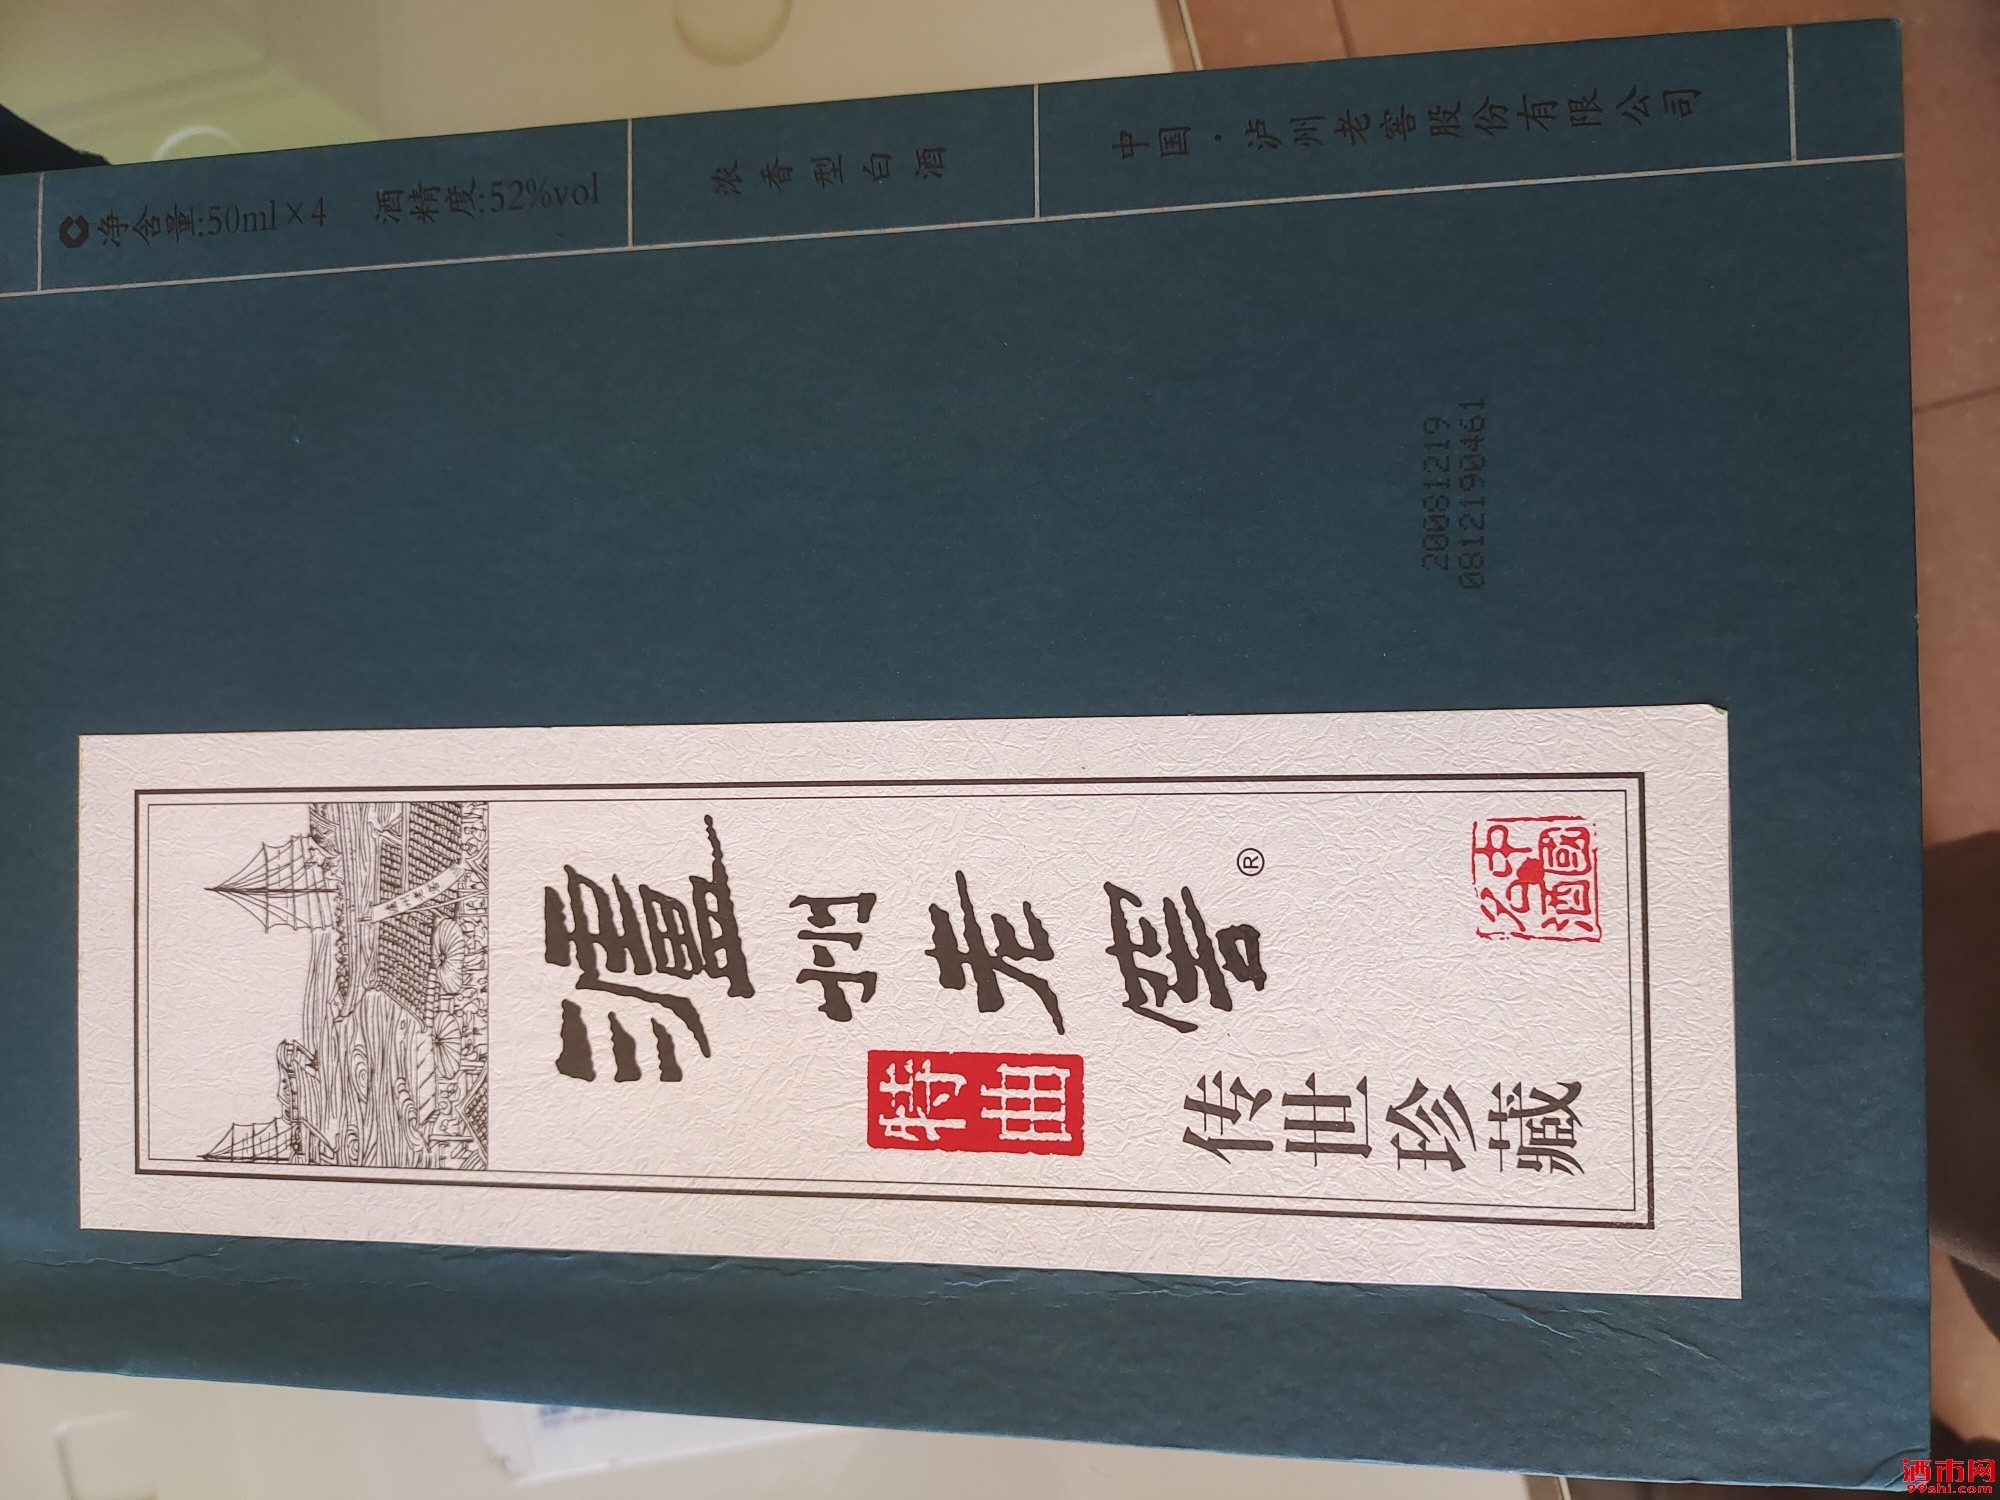 净含量:50ml×4 酒精度:52%vol
浓香型白酒
中国·泸州老窖股份有限公司
20081219
0812190461
瀘州老窖®
特曲
传世珍藏
中國
名酒
酒市网
99shi.com